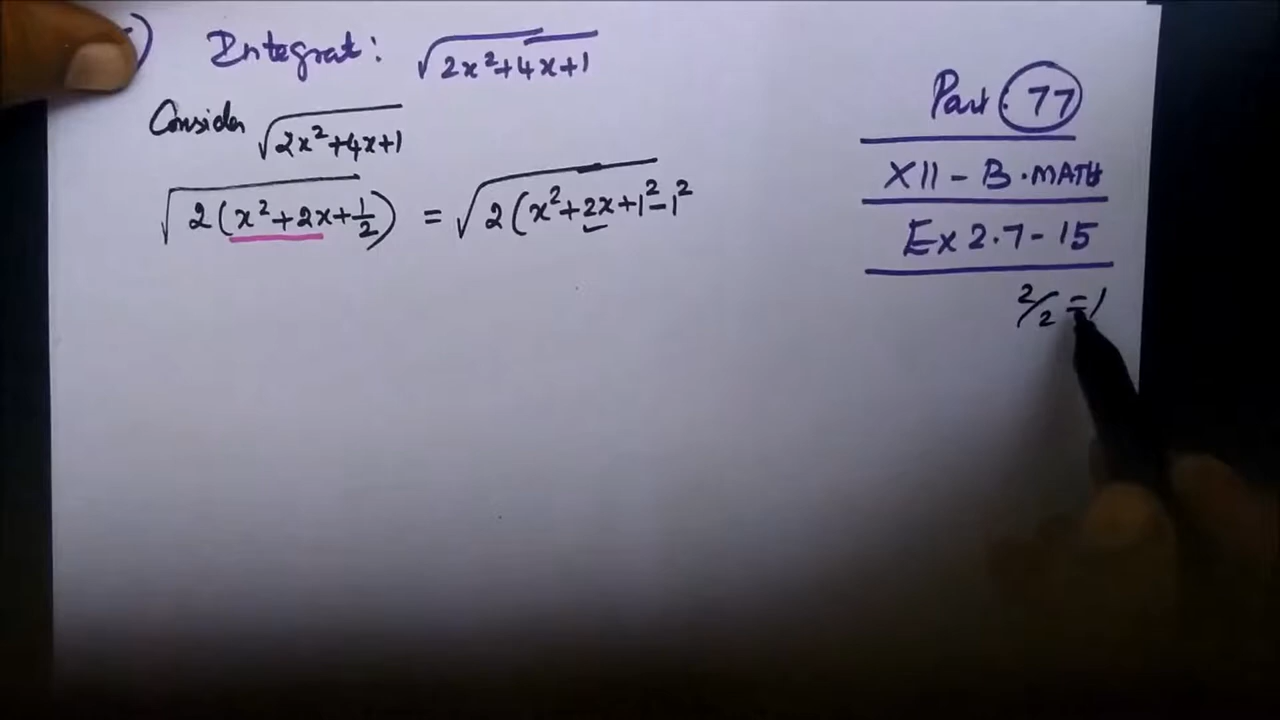 Integrat: √2x²+4x+1
Consider √2x²+4x+1
√2(x²+2x+1/2) = √2(x²+2x+1²-1²
Part: 77
XII - B.MATH
Ex 2.7-15
2/2 = 1